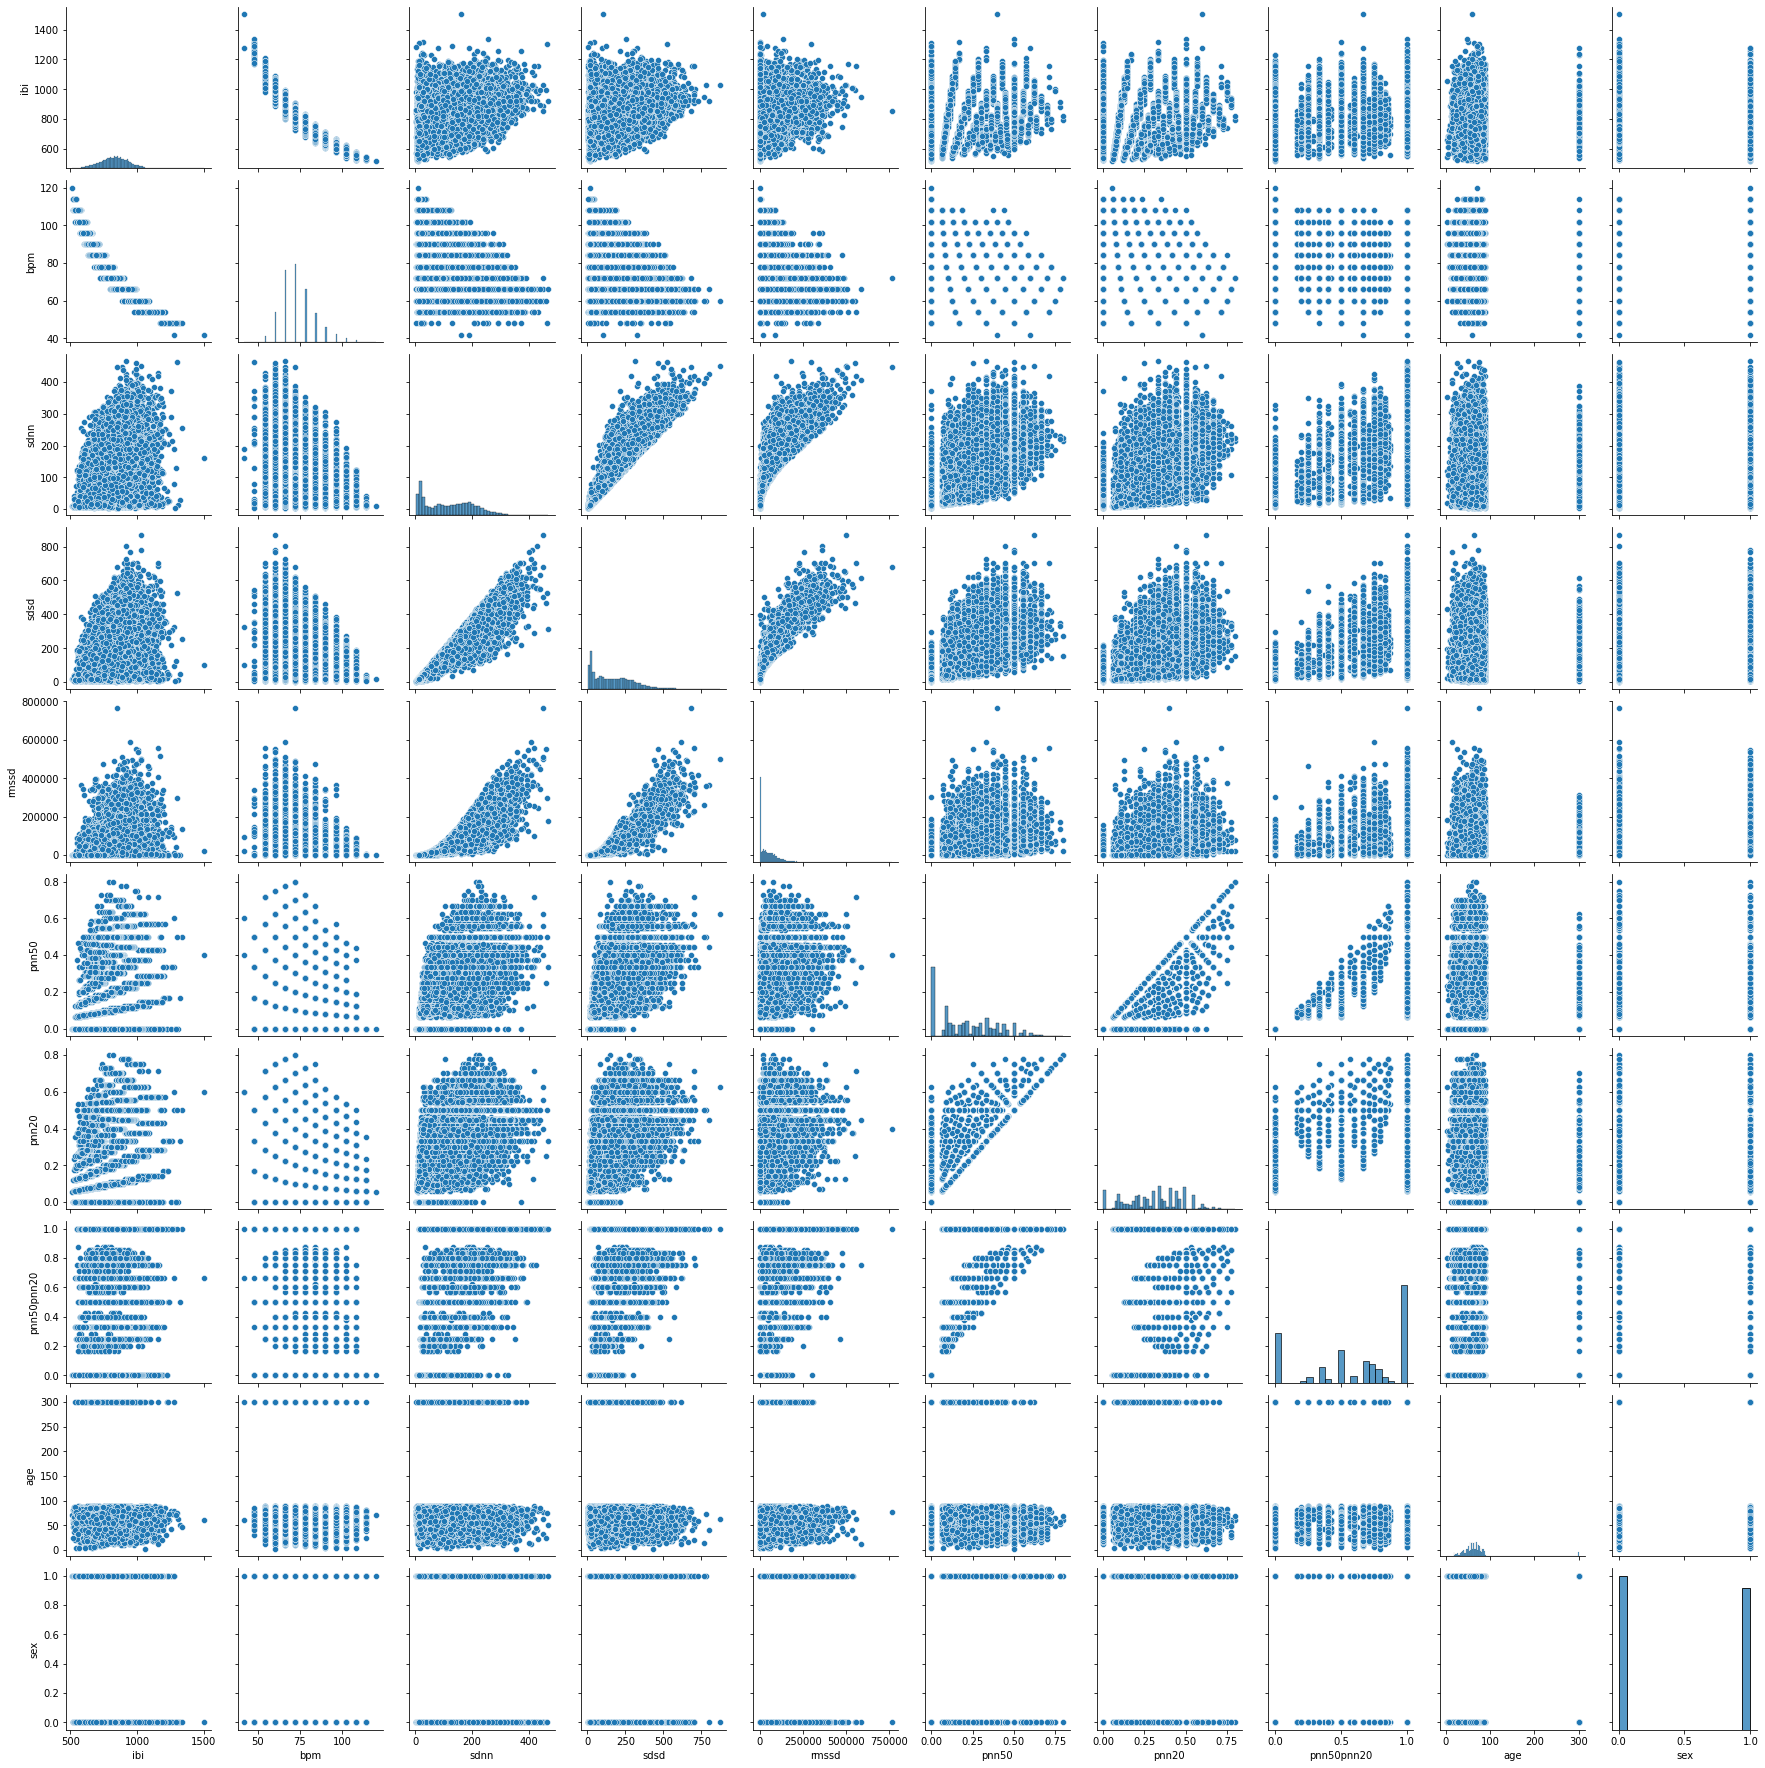 1400
1200
1000
800
600
ibi
120
100
80
60
40
bpm
400
300
200
100
0
sdnn
800
600
400
200
0
sdsd
800000
600000
400000
200000
0
rmssd
0.8
0.6
0.4
0.2
0.0
pnn50
0.8
0.6
0.4
0.2
0.0
pnn20
1.0
0.8
0.6
0.4
0.2
0.0
pnn50pnn20
300
250
200
150
100
50
0
age
1.0
0.8
0.6
0.4
0.2
0.0
sex
500 1000 1500
ibi
50 75 100
bpm
0 200 400
sdnn
0 250 500 750
sdsd
0 250000 500000 750000
rmssd
0.00 0.25 0.50 0.75
pnn50
0.00 0.25 0.50 0.75
pnn20
0.0 0.5 1.0
pnn50pnn20
0 100 200 300
age
0.0 0.5 1.0
sex